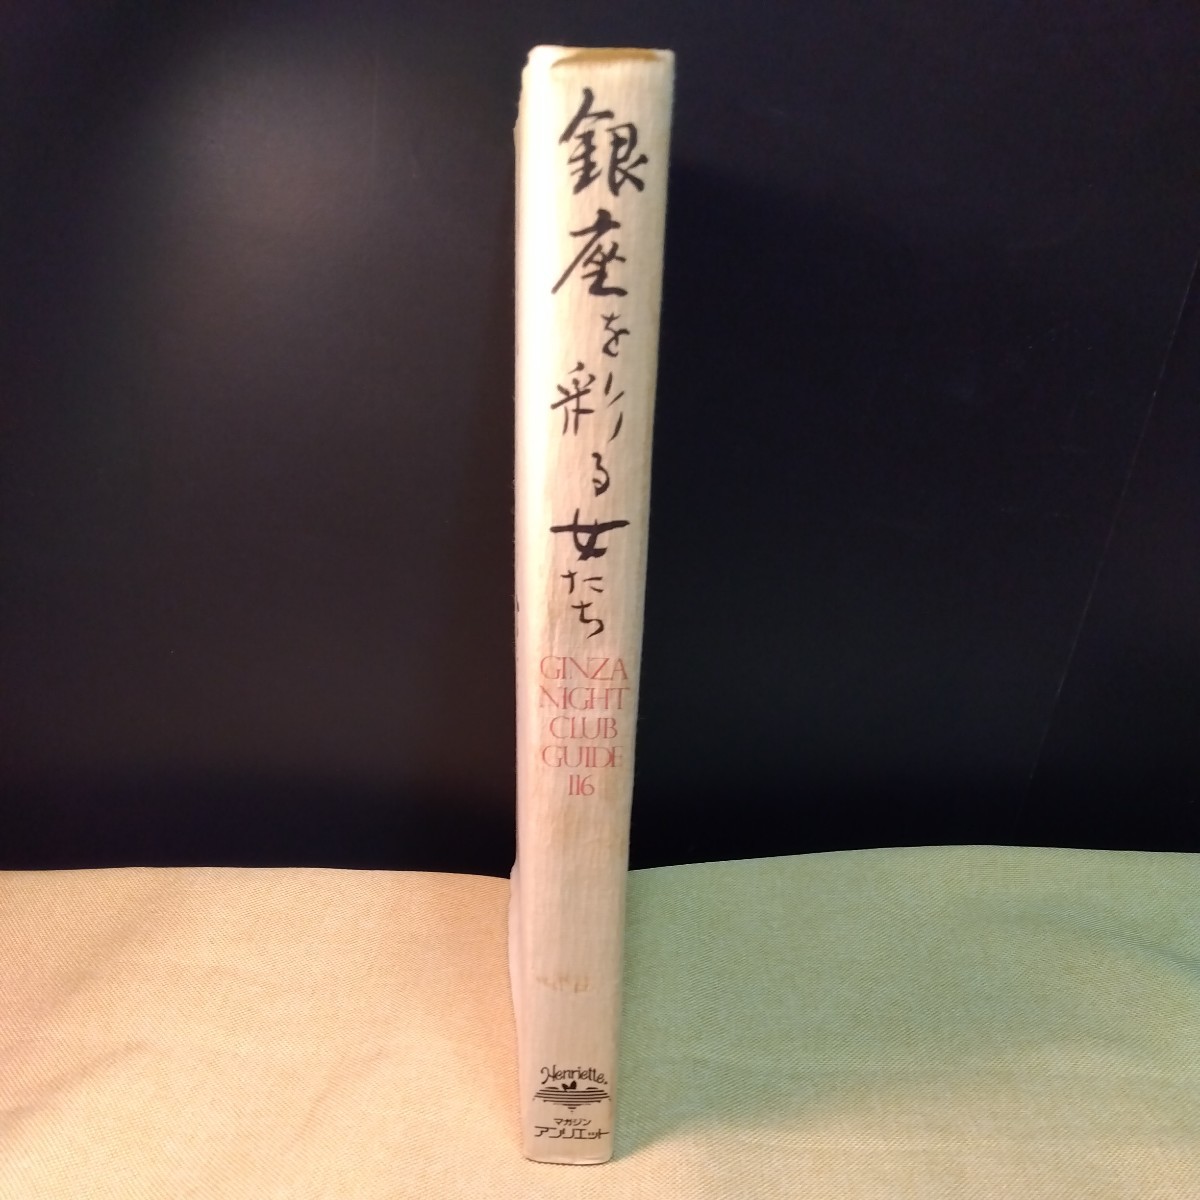 銀座を彩る女たち
GINZA
NIGHT
CLUB
GUIDE
116
Henriette.
マガジン
アンリエット